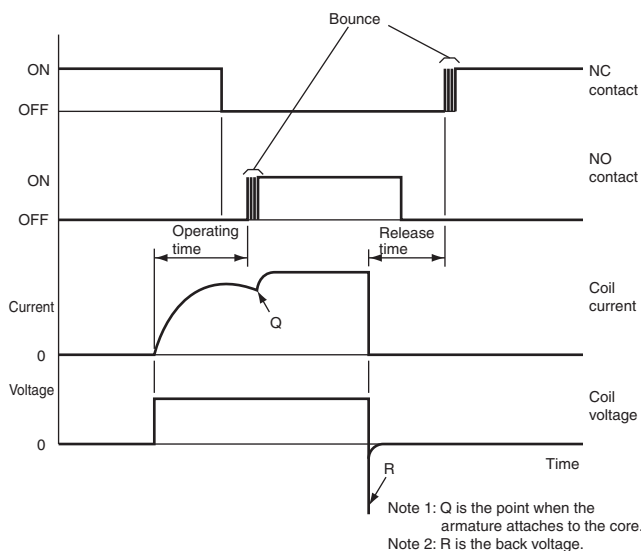 Bounce
ON
OFF
NC
contact
NO
contact
ON
OFF
Operating
time
Release
time
Current
0
Q
Coil
current
Voltage
0
Coil
voltage
Time
R
Note 1: Q is the point when the
armature attaches to the core.
Note 2: R is the back voltage.